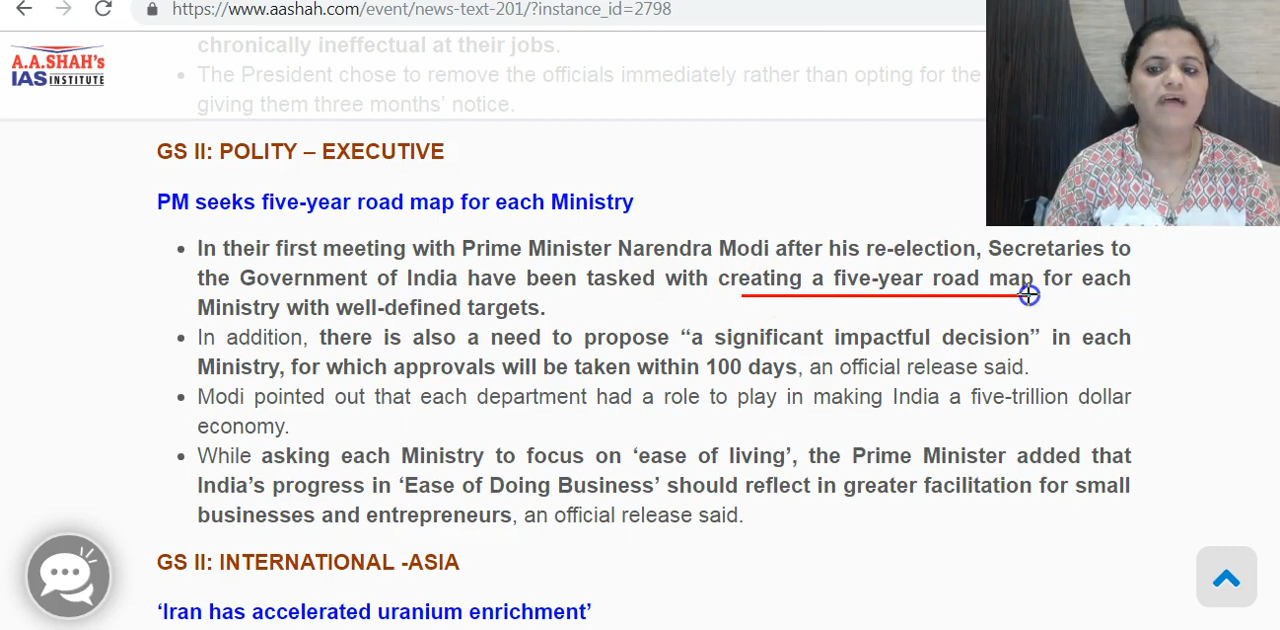 https://www.aashah.com/event/news-text-201/?instance_id=2798
A.A.SHAH's
IAS INSTITUTE
chronically ineffectual at their jobs.
• The President chose to remove the officials immediately rather than opting for the
giving them three months' notice.
GS II: POLITY – EXECUTIVE
PM seeks five-year road map for each Ministry
• In their first meeting with Prime Minister Narendra Modi after his re-election, Secretaries to
the Government of India have been tasked with creating a five-year road map for each
Ministry with well-defined targets.
• In addition, there is also a need to propose “a significant impactful decision” in each
Ministry, for which approvals will be taken within 100 days, an official release said.
• Modi pointed out that each department had a role to play in making India a five-trillion dollar
economy.
• While asking each Ministry to focus on ‘ease of living’, the Prime Minister added that
India’s progress in ‘Ease of Doing Business’ should reflect in greater facilitation for small
businesses and entrepreneurs, an official release said.
GS II: INTERNATIONAL -ASIA
‘Iran has accelerated uranium enrichment’